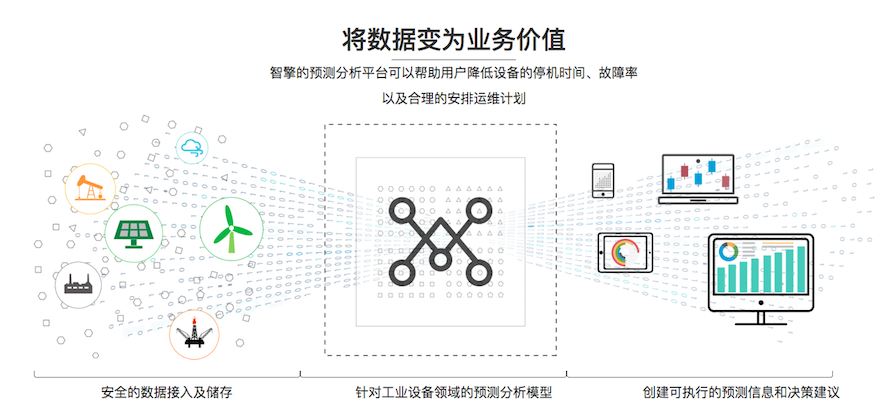 将数据变为业务价值
智擎的预测分析平台可以帮助用户降低设备的停机时间、故障率
以及合理的安排运维计划
安全的数据接入及储存
针对工业设备领域的预测分析模型
创建可执行的预测信息和决策建议